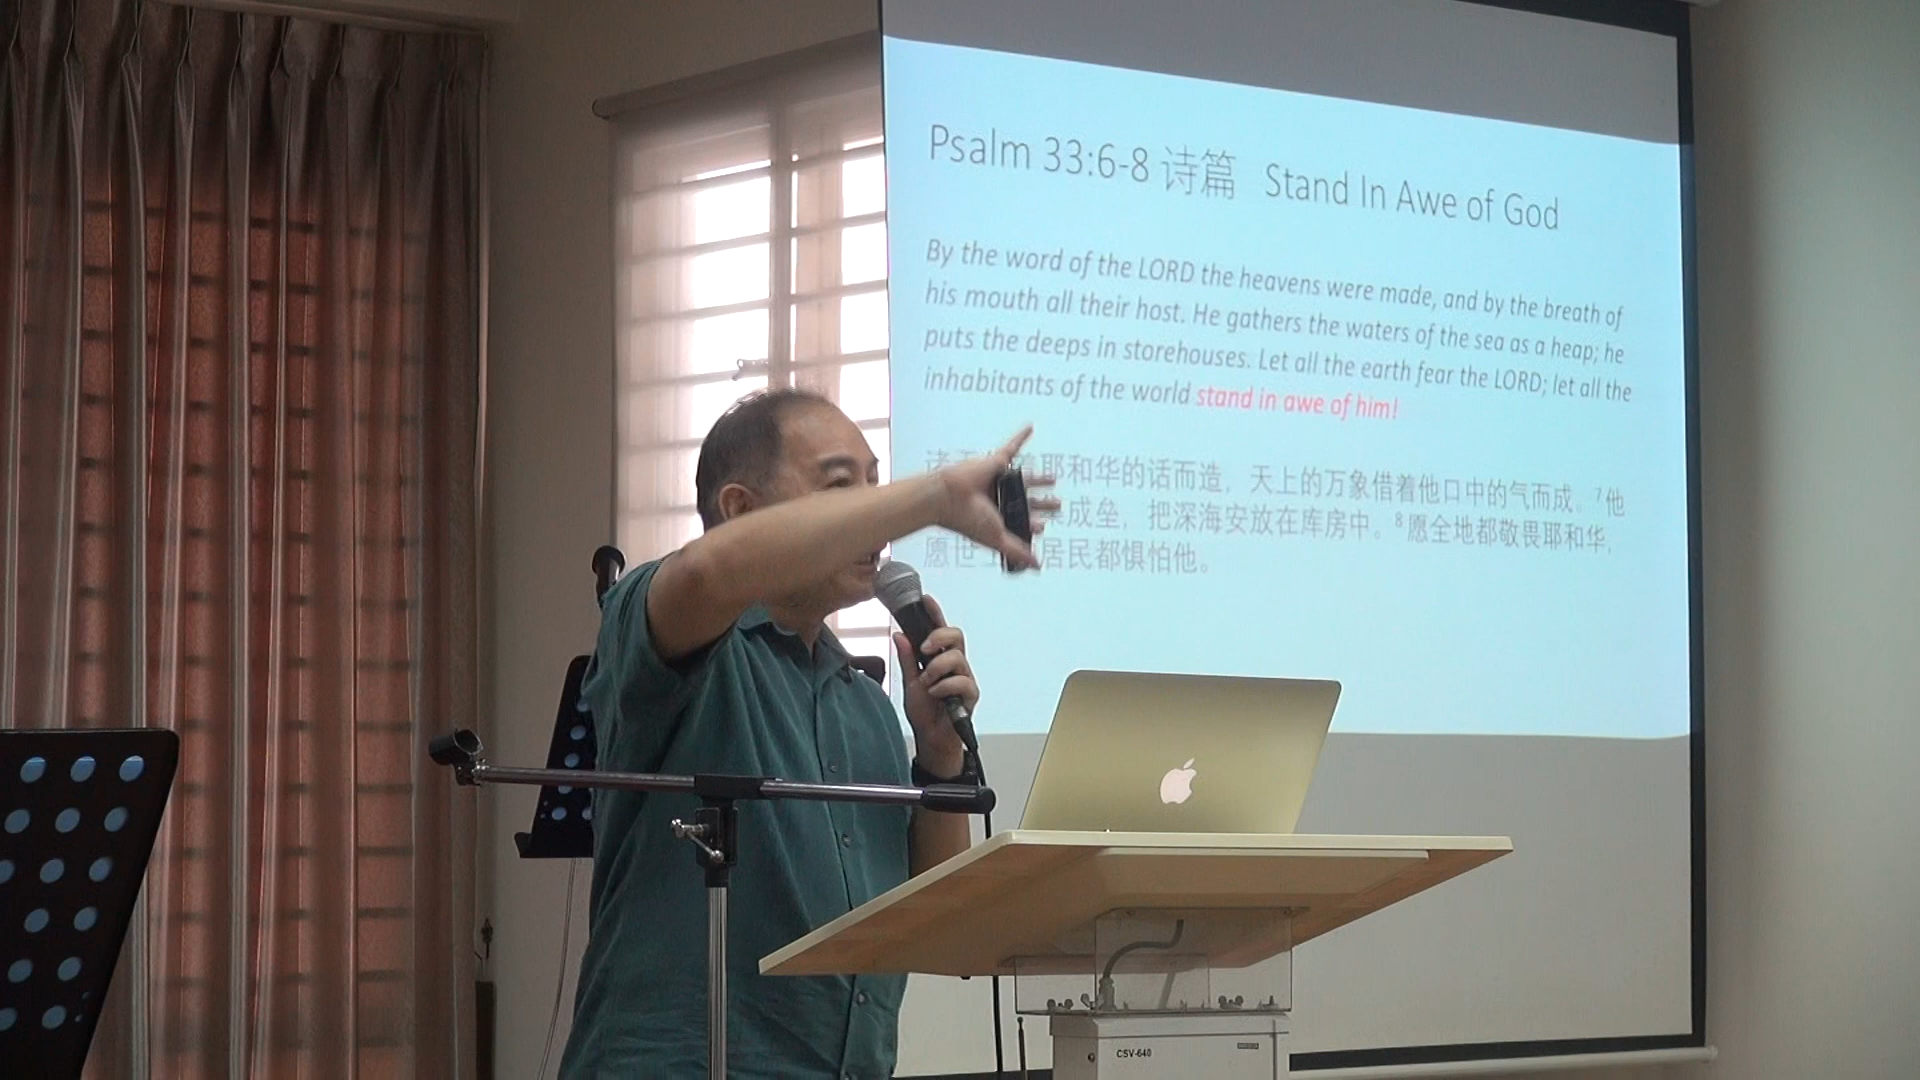 Psalm 33:6-8 诗篇 Stand In Awe of God
By the word of the LORD the heavens were made, and by the breath of
his mouth all their host. He gathers the waters of the sea as a heap; he
puts the deeps in storehouses. Let all the earth fear the LORD; let all the
inhabitants of the world stand in awe of him!
诸 着耶和华的话而造，天上的万象借着他口中的气而成。 7 他
成垒，把深海安放在库房中。 8 愿全地都敬畏耶和华，
愿世 居民都惧怕他。
CSV-640